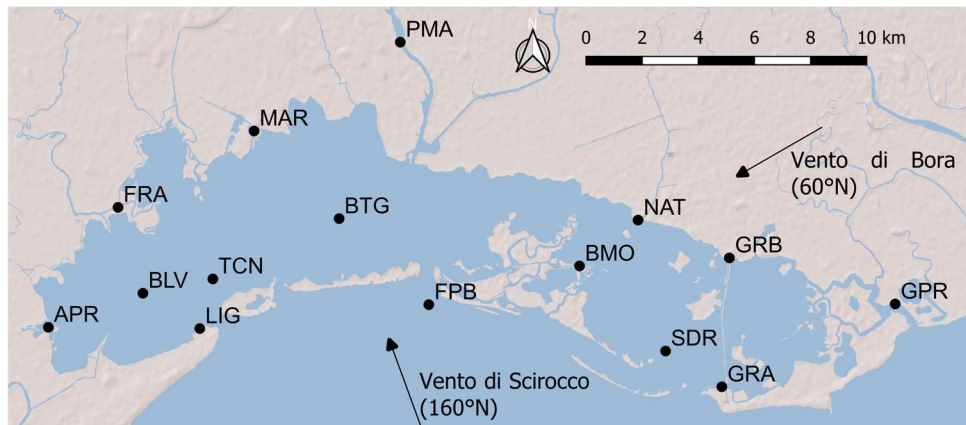 PMA
N
0 2 4 6 8 10 km
MAR
Vento di Bora
(60°N)
FRA
BTG
NAT
BMO
GRB
TCN
BLV
FPB
GPR
APR
LIG
SDR
Vento di Scirocco
(160°N)
GRA